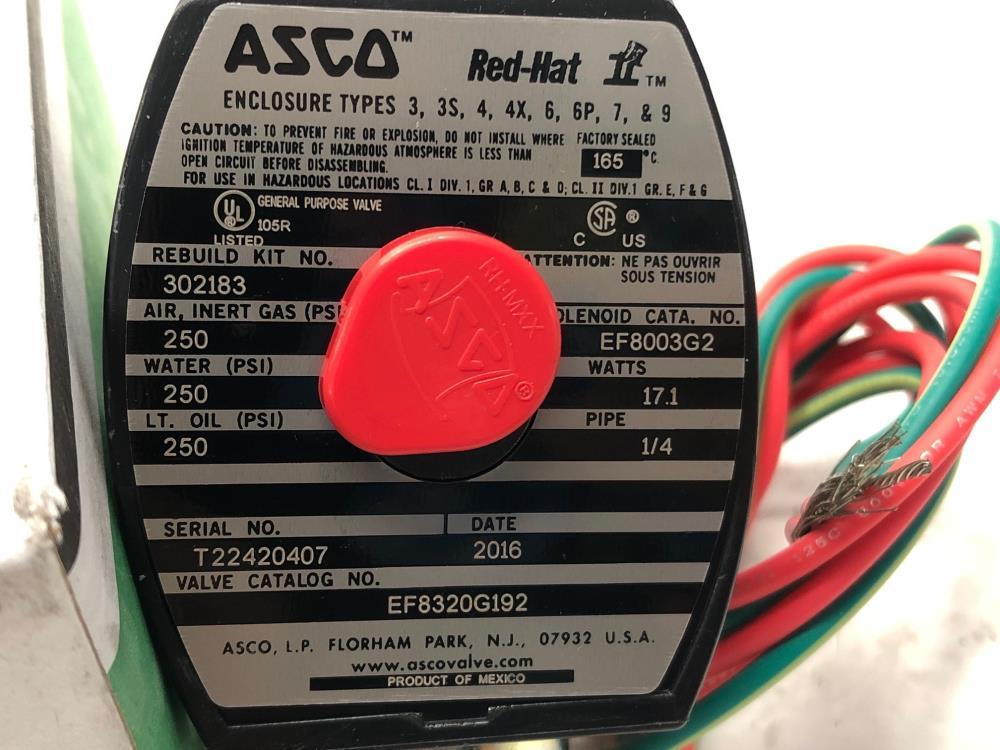 ASCO™ Red-Hat II™
ENCLOSURE TYPES 3, 3S, 4, 4X, 6, 6P, 7, & 9
CAUTION: TO PREVENT FIRE OR EXPLOSION, DO NOT INSTALL WHERE FACTORY SEALED
IGNITION TEMPERATURE OF HAZARDOUS ATMOSPHERE IS LESS THAN 165 °C.
OPEN CIRCUIT BEFORE DISASSEMBLING.
FOR USE IN HAZARDOUS LOCATIONS CL. I DIV. 1, GR A, B, C & D; CL. II DIV.1 GR. E, F & G
UL® GENERAL PURPOSE VALVE SA ®
105R
LISTED C US
REBUILD KIT NO. ATTENTION: NE PAS OUVRIR
SOUS TENSION
302183
AIR, INERT GAS (PSI OLENOID CATA. NO.
250 EF8003G2
WATER (PSI) WATTS
250 17.1
LT. OIL (PSI) PIPE
250 1/4
RH-MXX
ASCO®
SERIAL NO. DATE
T22420407 2016
VALVE CATALOG NO.
EF8320G192
ASCO, L.P. FLORHAM PARK, N.J., 07932 U.S.A.
www.ascovalve.com
PRODUCT OF MEXICO
AWM